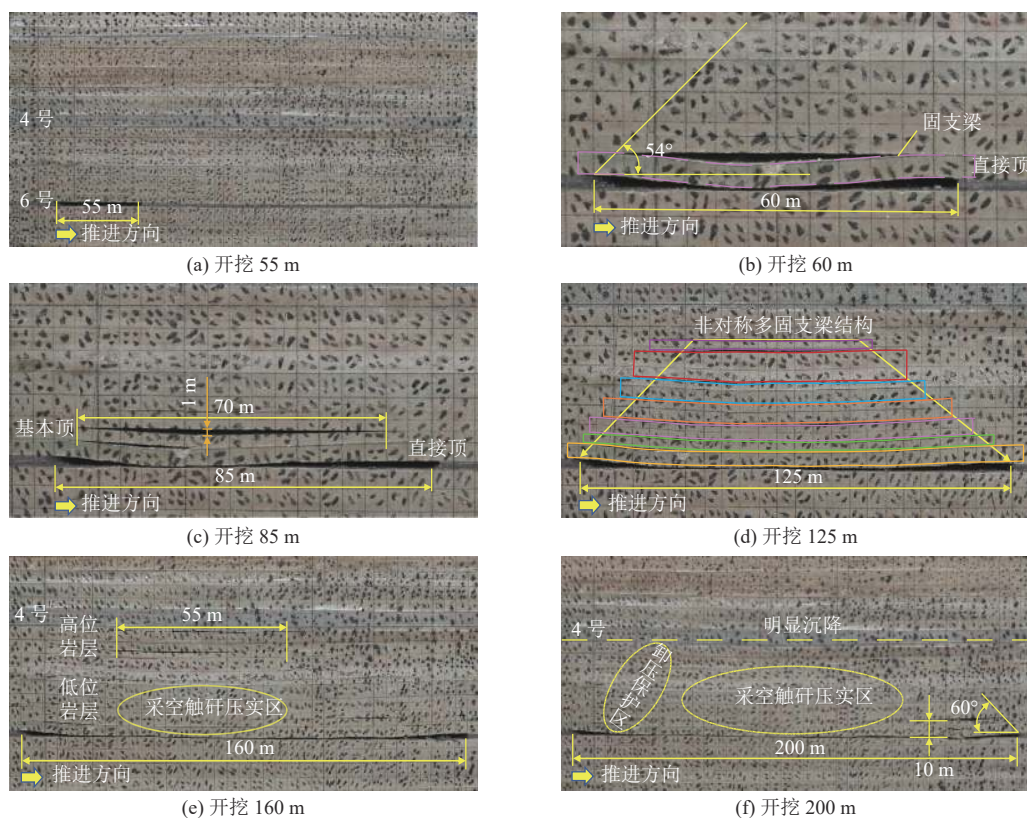 4 号
6 号
55 m
推进方向
(a) 开挖 55 m
54°
固支梁
直接顶
60 m
推进方向
(b) 开挖 60 m
1 m
70 m
基本顶
直接顶
85 m
推进方向
(c) 开挖 85 m
非对称多固支梁结构
125 m
推进方向
(d) 开挖 125 m
4 号
高位
岩层
55 m
低位
岩层
采空触矸压实区
160 m
推进方向
(e) 开挖 160 m
4 号
明显沉降
卸压保护区
采空触矸压实区
60°
10 m
200 m
推进方向
(f) 开挖 200 m